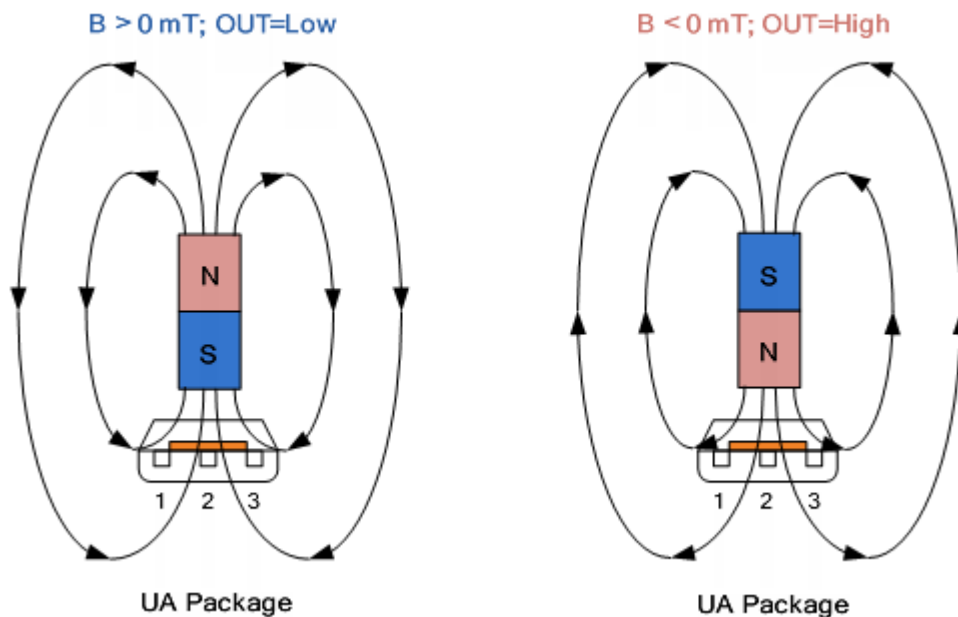 B > 0 mT; OUT=Low
B < 0 mT; OUT=High
N
S
S
N
1 2 3
1 2 3
UA Package
UA Package